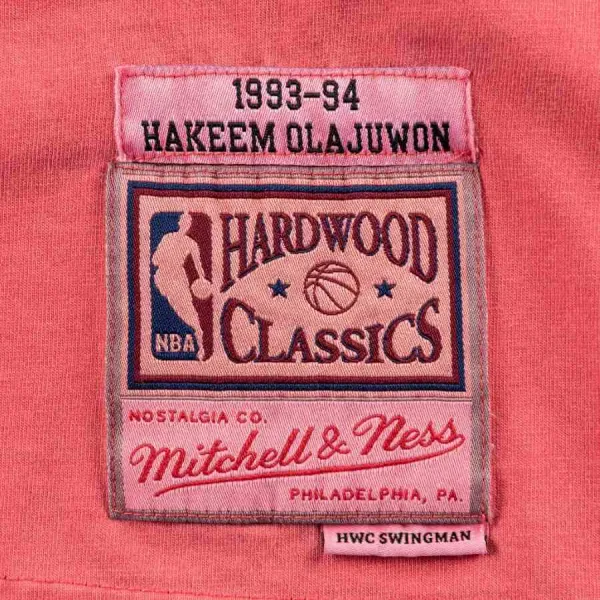 1993-94
HAKEEM OLAJUWON
HARDWOOD
CLASSICS
NBA
NOSTALGIA CO.
Mitchell & Ness
PHILADELPHIA, PA.
HWC SWINGMAN